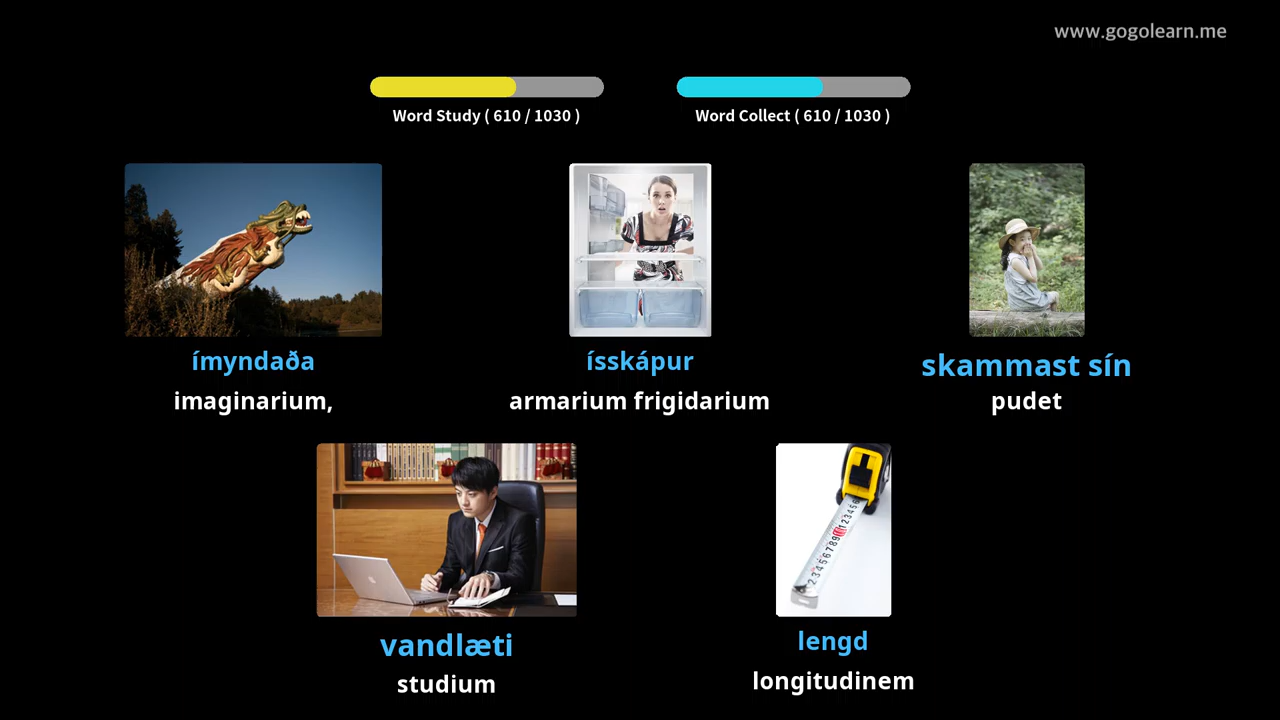 www.gogolearn.me
Word Study ( 610 / 1030 )
Word Collect ( 610 / 1030 )
ímyndaða
imaginarium,
ísskápur
armarium frigidarium
skammast sín
pudet
vandlæti
studium
lengd
longitudinem